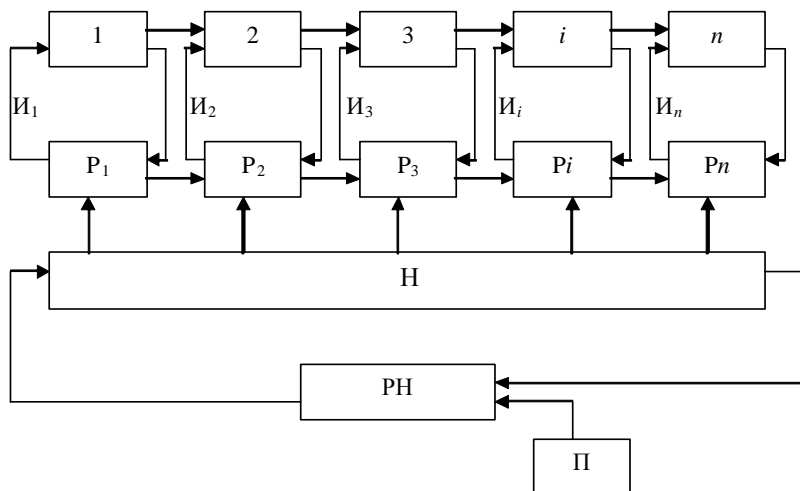 1 2 3 i n
И₁ И₂ И₃ Иᵢ Иₙ
Р₁ Р₂ Р₃ Рi Рn
Н
РН
П